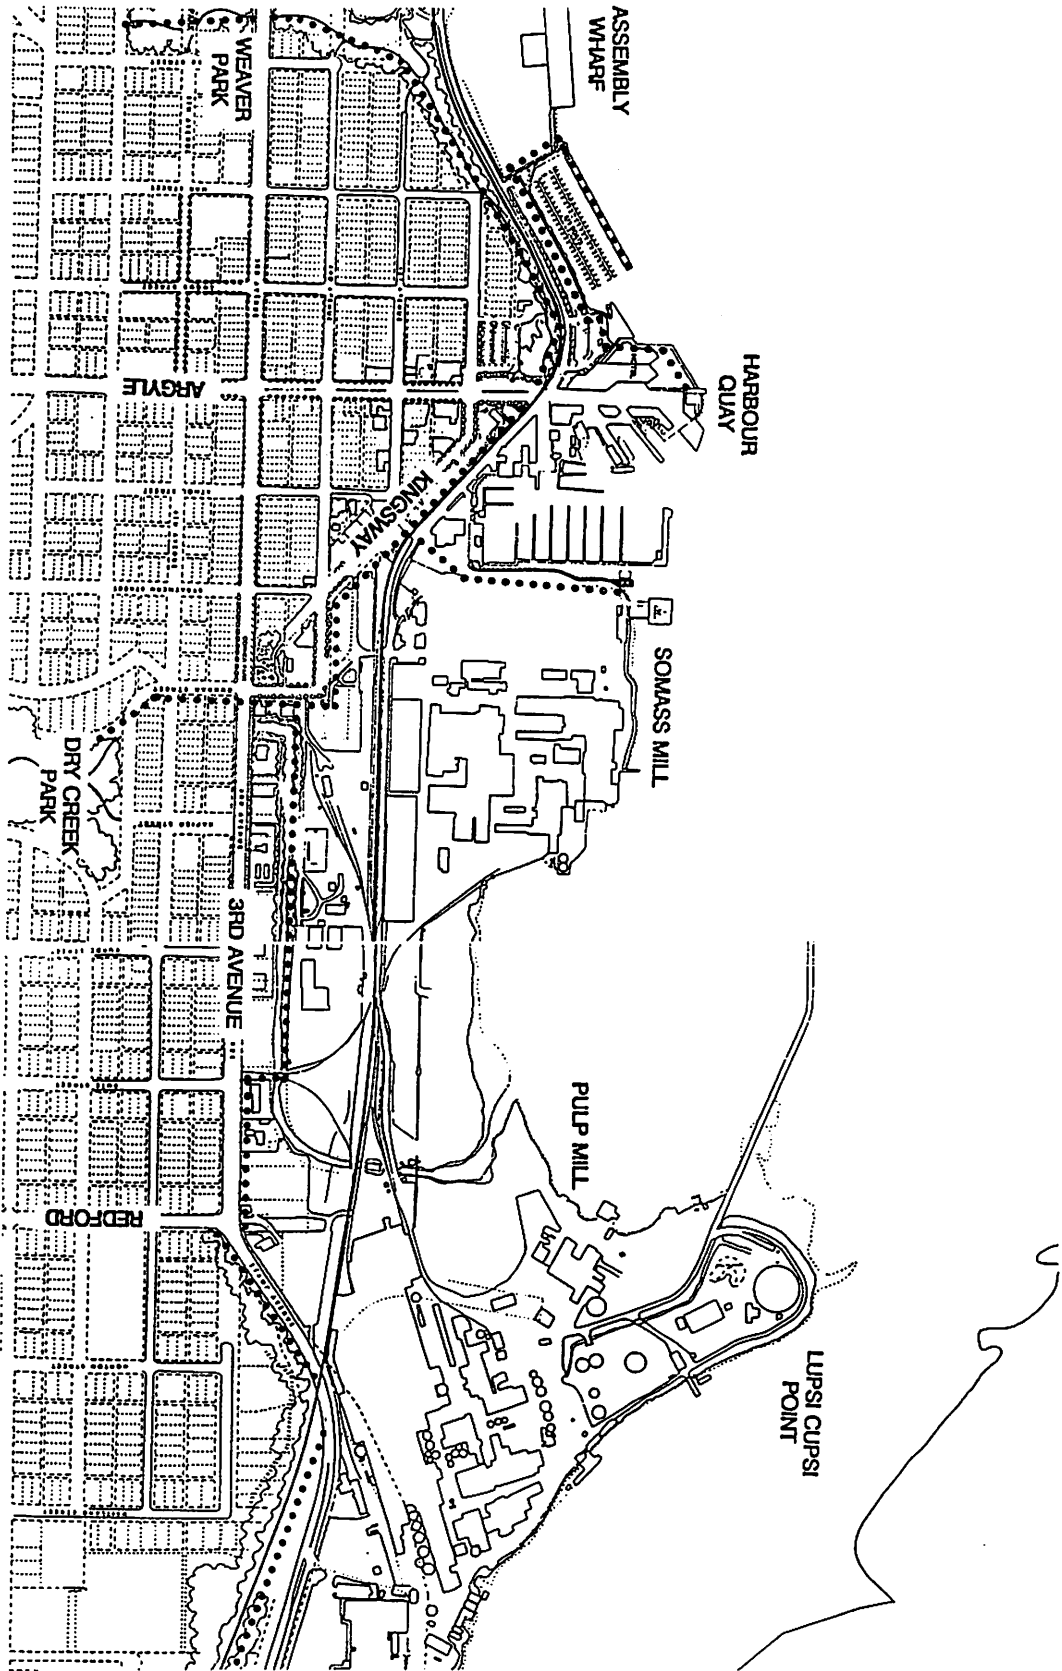 ASSEMBLY
WHARF
WEAVER
PARK
HARBOUR
QUAY
HOTEL
ARGYLE
KINGSWAY
SOMASS MILL
DRY CREEK
PARK
3RD AVENUE
PULP MILL
REDFORD
LUPSI CUPSI
POINT